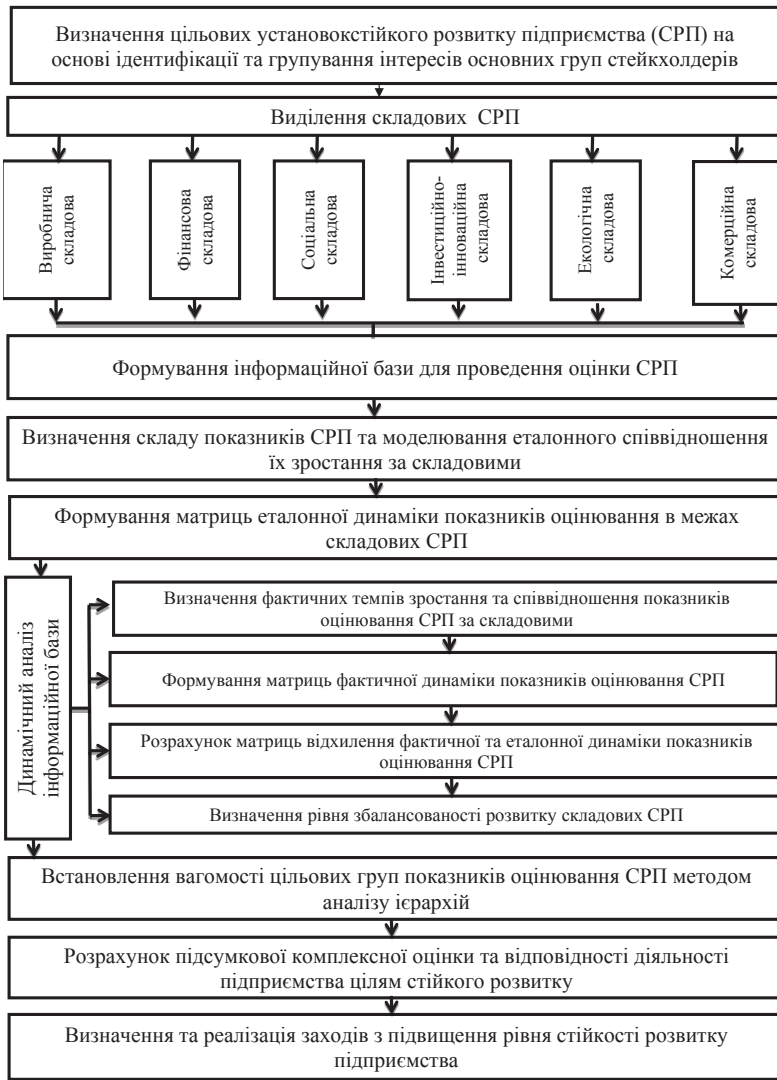 Визначення цільових установокстійкого розвитку підприємства (СРП) на
основі ідентифікації та групування інтересів основних груп стейкхолдерів
Виділення складових СРП
Виробнича
складова
Фінансова
складова
Соціальна
складова
Інвестиційно-
інноваційна
складова
Екологічна
складова
Комерційна
складова
Формування інформаційної бази для проведення оцінки СРП
Визначення складу показників СРП та моделювання еталонного співвідношення
їх зростання за складовими
Формування матриць еталонної динаміки показників оцінювання в межах
складових СРП
Динамічний аналіз
інформаційної бази
Визначення фактичних темпів зростання та співвідношення показників
оцінювання СРП за складовими
Формування матриць фактичної динаміки показників оцінювання СРП
Розрахунок матриць відхилення фактичної та еталонної динаміки показників
оцінювання СРП
Визначення рівня збалансованості розвитку складових СРП
Встановлення вагомості цільових груп показників оцінювання СРП методом
аналізу ієрархій
Розрахунок підсумкової комплексної оцінки та відповідності діяльності
підприємства цілям стійкого розвитку
Визначення та реалізація заходів з підвищення рівня стійкості розвитку
підприємства